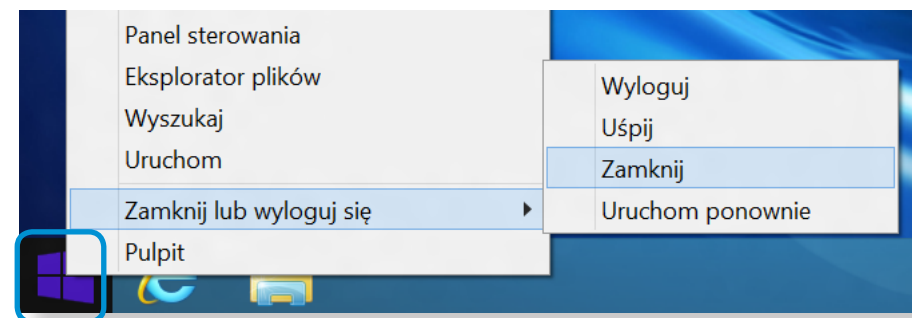 Panel sterowania
Eksplorator plików
Wyszukaj
Uruchom
Zamknij lub wyloguj się
Pulpit
Wyloguj
Uśpij
Zamknij
Uruchom ponownie